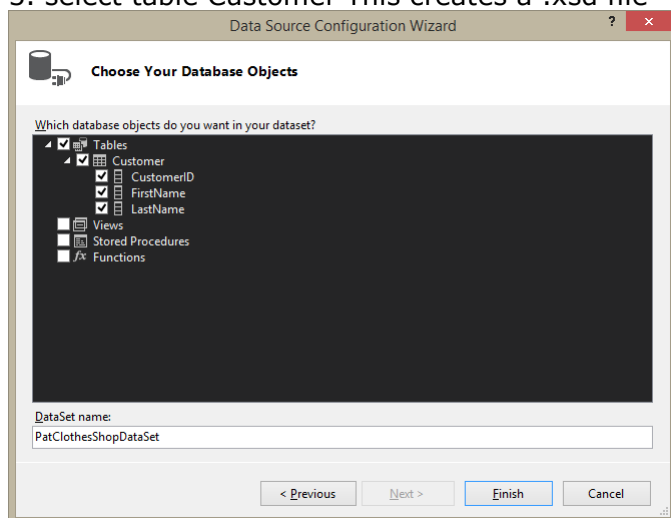 5. select table Customer This creates a .xsd file
Data Source Configuration Wizard
?
Choose Your Database Objects
Which database objects do you want in your dataset?
Tables
Customer
CustomerID
FirstName
LastName
Views
Stored Procedures
fx Functions
DataSet name:
PatClothesShopDataSet
< Previous Next > Finish Cancel